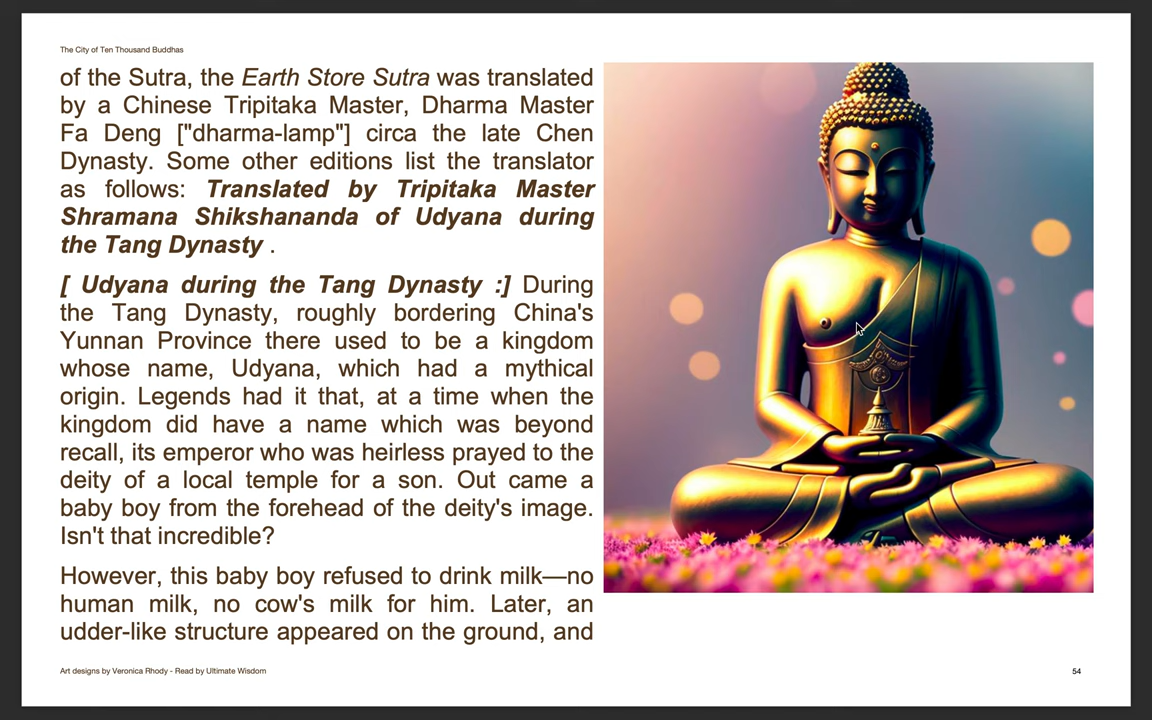 The City of Ten Thousand Buddhas
of the Sutra, the Earth Store Sutra was translated
by a Chinese Tripitaka Master, Dharma Master
Fa Deng ["dharma-lamp"] circa the late Chen
Dynasty. Some other editions list the translator
as follows: Translated by Tripitaka Master
Shramana Shikshananda of Udyana during
the Tang Dynasty .
[ Udyana during the Tang Dynasty :] During
the Tang Dynasty, roughly bordering China's
Yunnan Province there used to be a kingdom
whose name, Udyana, which had a mythical
origin. Legends had it that, at a time when the
kingdom did have a name which was beyond
recall, its emperor who was heirless prayed to the
deity of a local temple for a son. Out came a
baby boy from the forehead of the deity's image.
Isn't that incredible?
However, this baby boy refused to drink milk—no
human milk, no cow's milk for him. Later, an
udder-like structure appeared on the ground, and
Art designs by Veronica Rhody - Read by Ultimate Wisdom
54